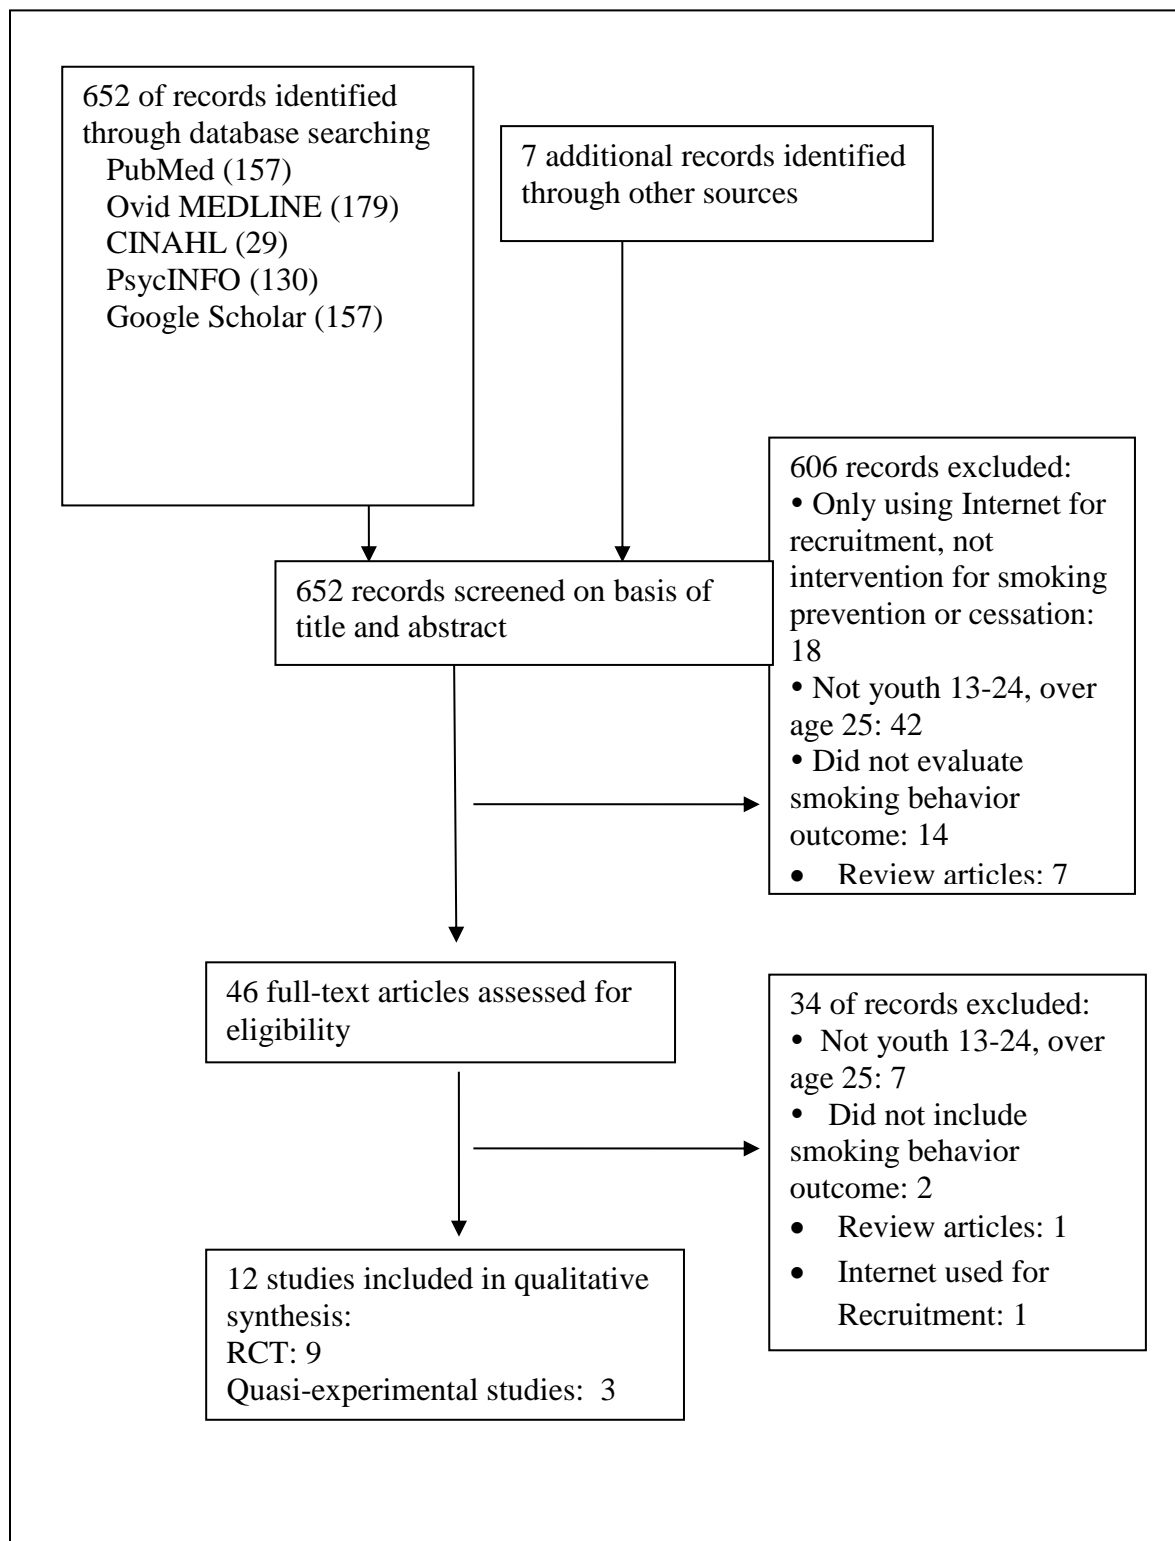 652 of records identified
through database searching
PubMed (157)
Ovid MEDLINE (179)
CINAHL (29)
PsycINFO (130)
Google Scholar (157)
7 additional records identified
through other sources
652 records screened on basis of
title and abstract
606 records excluded:
• Only using Internet for
recruitment, not
intervention for smoking
prevention or cessation:
18
• Not youth 13-24, over
age 25: 42
• Did not evaluate
smoking behavior
outcome: 14
• Review articles: 7
46 full-text articles assessed for
eligibility
34 of records excluded:
• Not youth 13-24, over
age 25: 7
• Did not include
smoking behavior
outcome: 2
• Review articles: 1
• Internet used for
Recruitment: 1
12 studies included in qualitative
synthesis:
RCT: 9
Quasi-experimental studies: 3